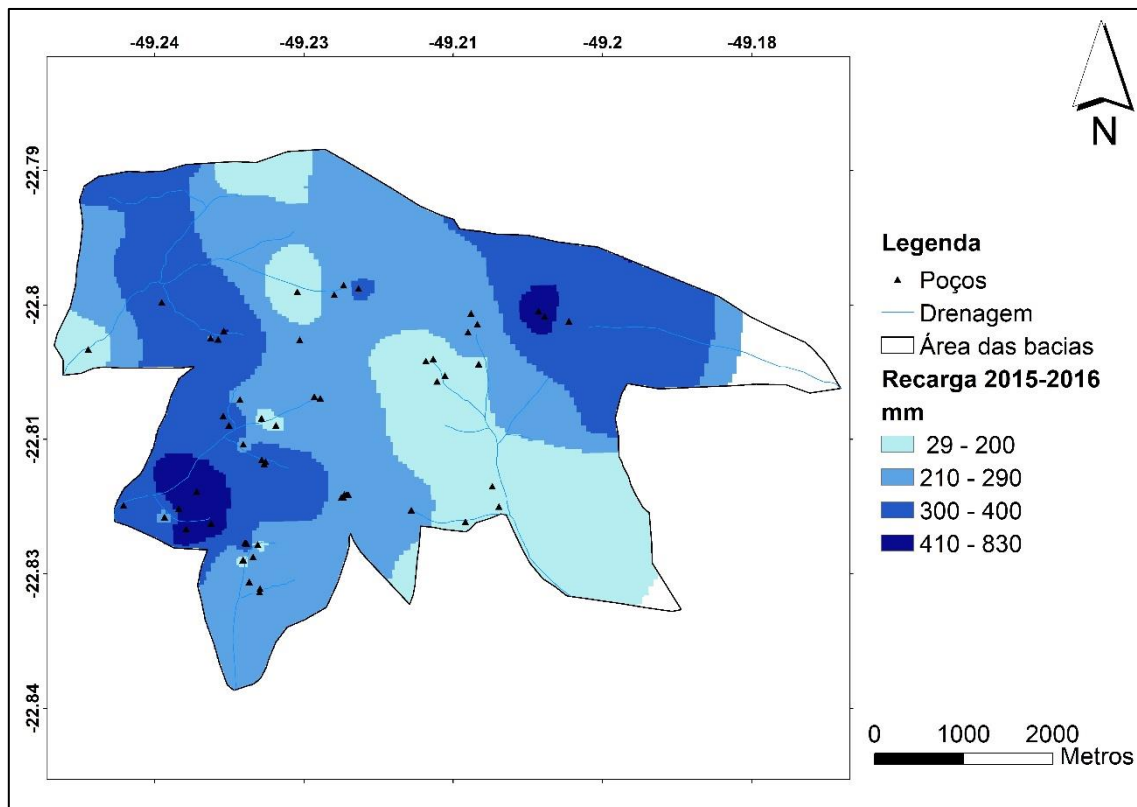 -49.24 -49.23 -49.21 -49.2 -49.18
N
-22.79
-22.8
-22.81
-22.83
-22.84
Legenda
Poços
Drenagem
Área das bacias
Recarga 2015-2016
mm
29 - 200
210 - 290
300 - 400
410 - 830
0 1000 2000
Metros